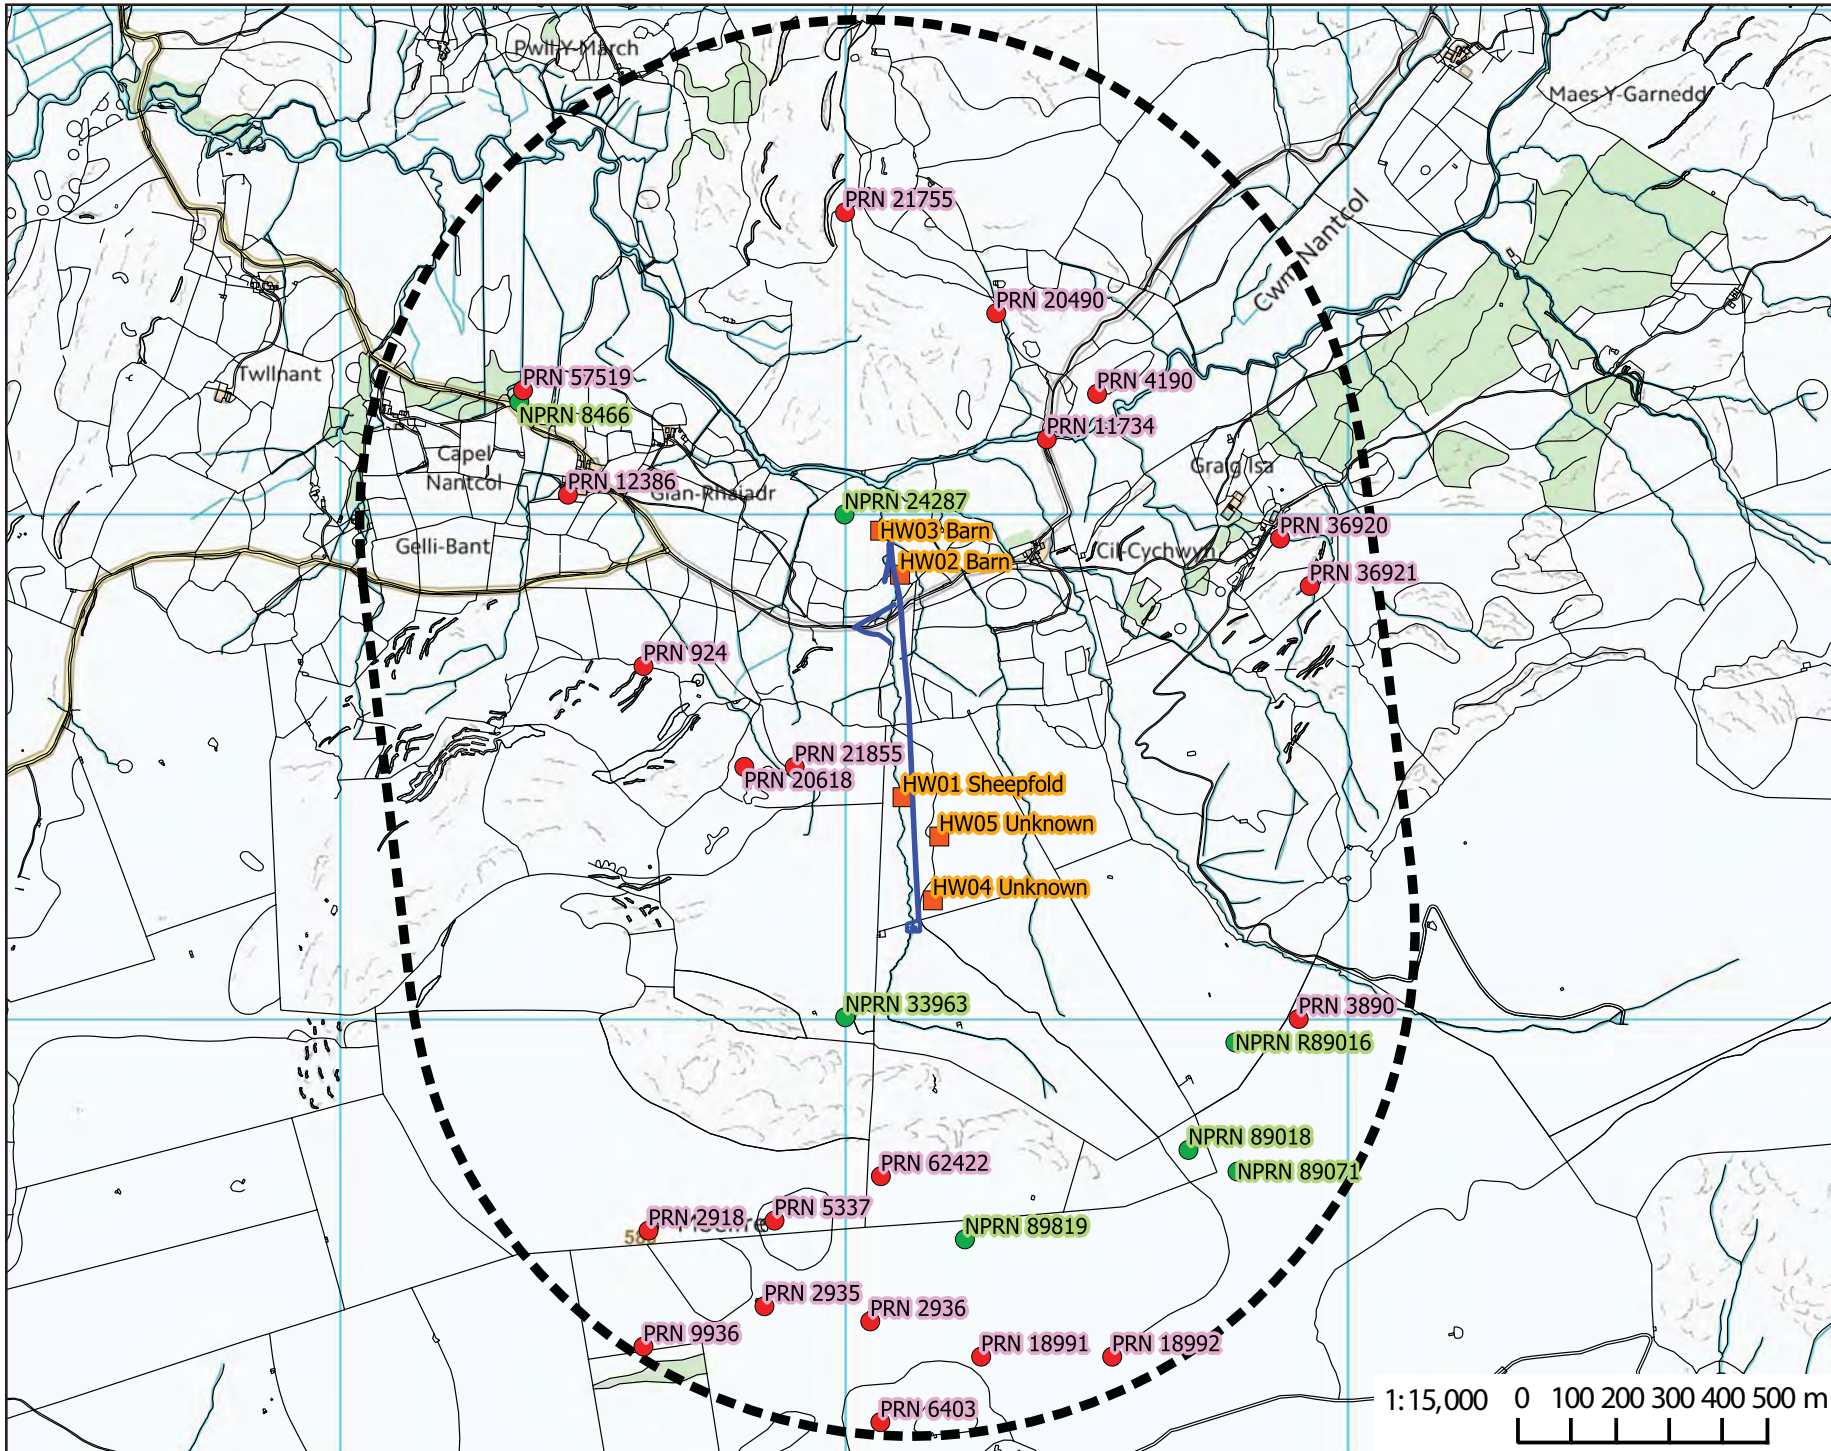 Pwll-Y-March
Maes-Y-Garnedd
PRN 21755
Cwm Nantcol
PRN 20490
Twllnant
PRN 57519
PRN 4190
NPRN 8466
PRN 11734
Capel
Nantcol
Graig Isa
PRN 12386
Glan-Rhaiadr
NPRN 24287
HW03 Barn
PRN 36920
Gelli-Bant
Cil-Cychwyn
HW02 Barn
PRN 36921
PRN 924
PRN 21855
PRN 20618
HW01 Sheepfold
HW05 Unknown
HW04 Unknown
NPRN 33963
PRN 3890
NPRN R89016
NPRN 89018
PRN 62422
NPRN 89071
PRN 2918
PRN 5337
NPRN 89819
PRN 2935
PRN 2936
PRN 9936
PRN 18991
PRN 18992
1:15,000 0 100 200 300 400 500 m
PRN 6403